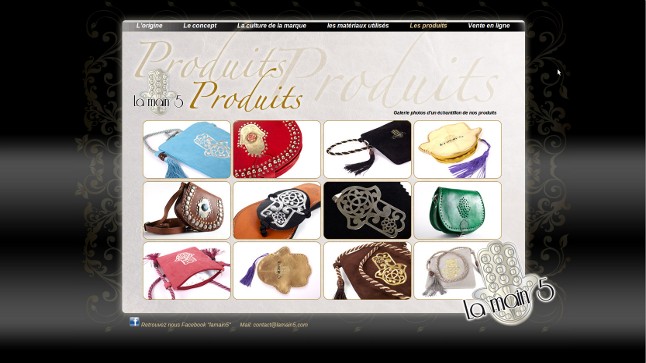 L'origine Le concept La culture de la marque les matériaux utilisés Les produits Vente en ligne
Produits Produits
la main 5 Produits
Galerie photos d'un échantillon de nos produits
la main 5
Retrouvez nous Facebook "lamain5" Mail: contact@lamain5.com